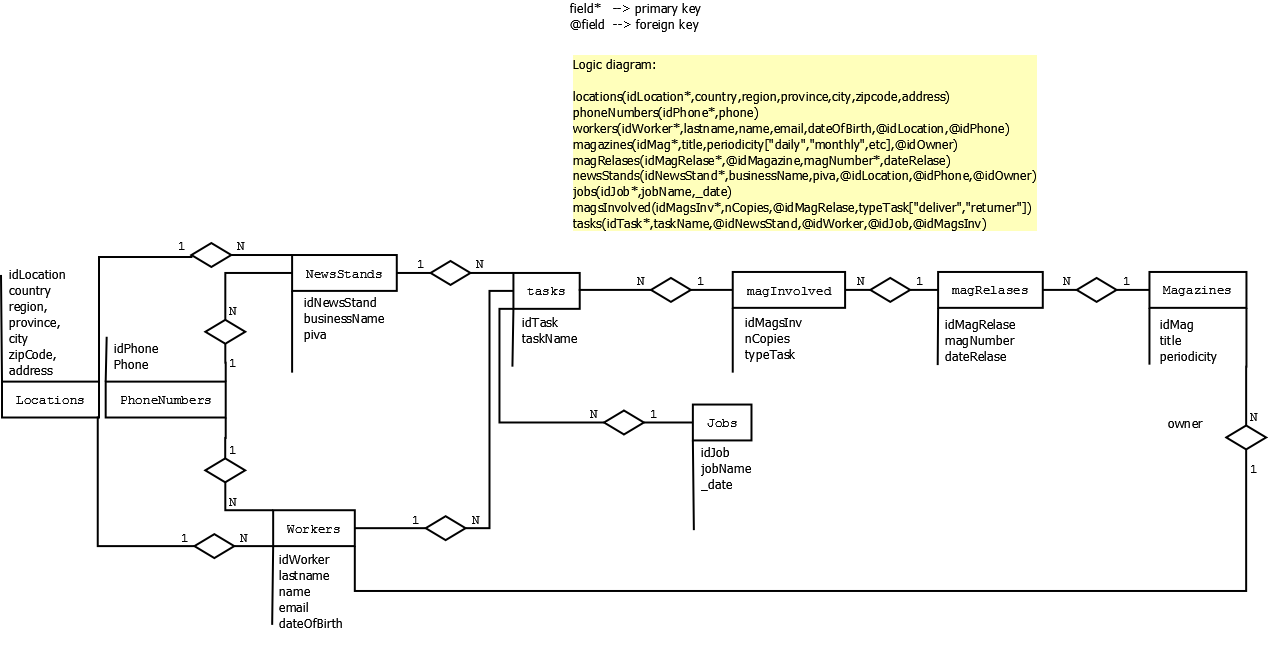 field* --> primary key
@field --> foreign key
Logic diagram:
locations(idLocation*,country,region,province,city,zipcode,address)
phoneNumbers(idPhone*,phone)
workers(idWorker*,lastname,name,email,dateOfBirth,@idLocation,@idPhone)
magazines(idMag*,title,periodicity["daily","monthly",etc],@idOwner)
magRelases(idMagRelase*,@idMagazine,magNumber*,dateRelase)
newsStands(idNewsStand*,businessName,piva,@idLocation,@idPhone,@idOwner)
jobs(idJob*,jobName,_date)
magsInvolved(idMagsInv*,nCopies,@idMagRelase,typeTask["deliver","returner"])
tasks(idTask*,taskName,@idNewsStand,@idWorker,@idJob,@idMagsInv)
1 N
idLocation
country
region,
province,
city
zipCode,
address
Locations
idPhone
Phone
PhoneNumbers
N
1
NewsStands
idNewsStand
businessName
piva
1 N
tasks
idTask
taskName
N 1
magInvolved
idMagsInv
nCopies
typeTask
N 1
magRelases
idMagRelase
magNumber
dateRelase
N 1
Magazines
idMag
title
periodicity
N 1
Jobs
idJob
jobName
_date
owner
N
1
1
N
1 N
Workers
idWorker
lastname
name
email
dateOfBirth
1 N